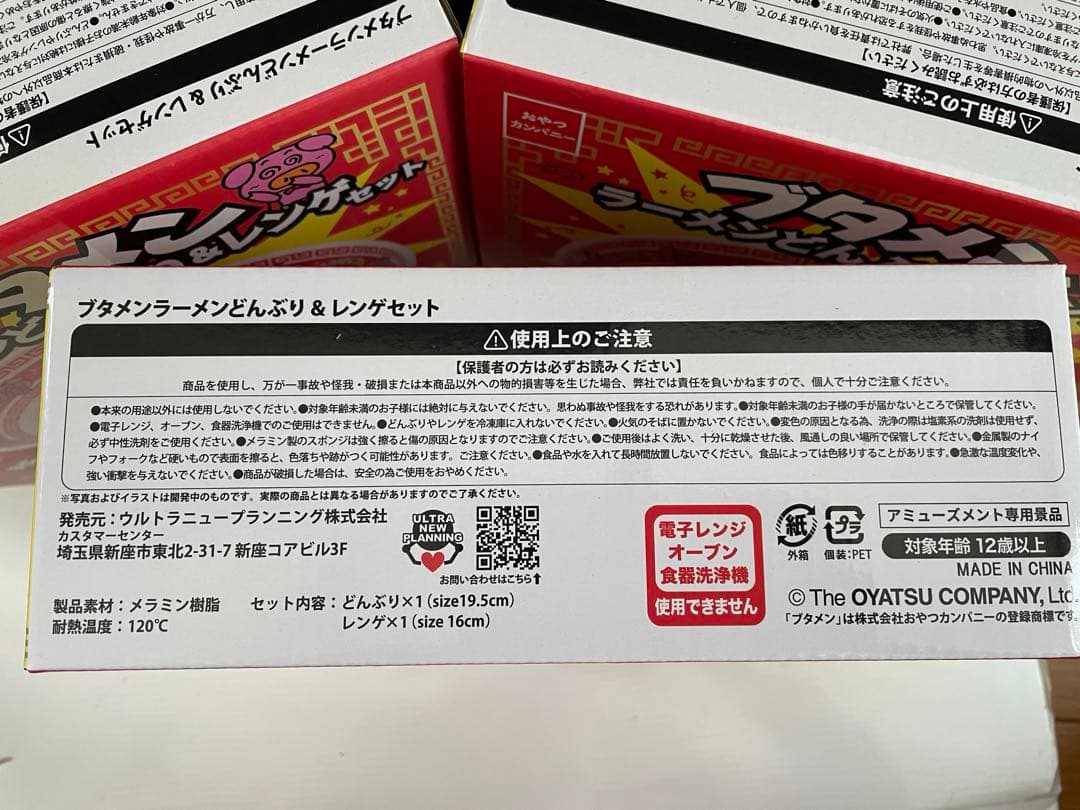 ブタメンラーメンどんぶり & レンゲセット
おやつ
カンパニー
ブタメ
ラーメンどん
メン
&レンゲセット
【保護者の方は必ずお読みください】
⚠使用上のご注意
ブタメンラーメンどんぶり & レンゲセット
⚠使用上のご注意
【保護者の方は必ずお読みください】
商品を使用し、万が一事故や怪我・破損または本商品以外への物的損害等を生じた場合、弊社では責任を負いかねますので、個人で十分ご注意ください。
●本来の用途以外には使用しないでください。●対象年齢未満のお子様には絶対に与えないでください。思わぬ事故や怪我をする恐れがあります。●対象年齢未満のお子様の手が届かないところで保管してください。
●電子レンジ、オーブン、食器洗浄機でのご使用はできません。●どんぶりやレンゲを冷凍庫に入れないでください。●火気のそばに置かないでください。●変色の原因となる為、洗浄の際は塩素系の洗剤は使用せず、
必ず中性洗剤をご使用ください。●メラミン製のスポンジは強く擦ると傷の原因となりますのでご注意ください。●ご使用後はよく洗い、十分に乾燥させた後、風通しの良い場所で保管してください。●金属製のナイ
フやフォークなど硬いもので表面を擦ると、色落ちや跡がつく可能性があります。ご注意ください。●食品や水を入れて長時間放置しないでください。食品によっては色移りすることがあります。●急激な温度変化や、
強い衝撃を与えないでください。●商品が破損した場合は、安全の為ご使用をおやめください。
※写真およびイラストは開発中のものです。実際の商品とは異なる場合がありますのでご了承ください。
発売元：ウルトラニュープランニング株式会社
カスタマーセンター
埼玉県新座市東北2-31-7 新座コアビル3F
ULTRA
NEW
PLANNING
お問い合わせはこちら↑
製品素材：メラミン樹脂
耐熱温度：120℃
セット内容：どんぶり×1（size19.5cm）
レンゲ×1（size 16cm）
電子レンジ
オーブン
食器洗浄機
使用できません
紙
外箱
プラ
個装:PET
アミューズメント専用景品
対象年齢 12歳以上
MADE IN CHINA
© The OYATSU COMPANY, Ltd.
「ブタメン」は株式会社おやつカンパニーの登録商標です。